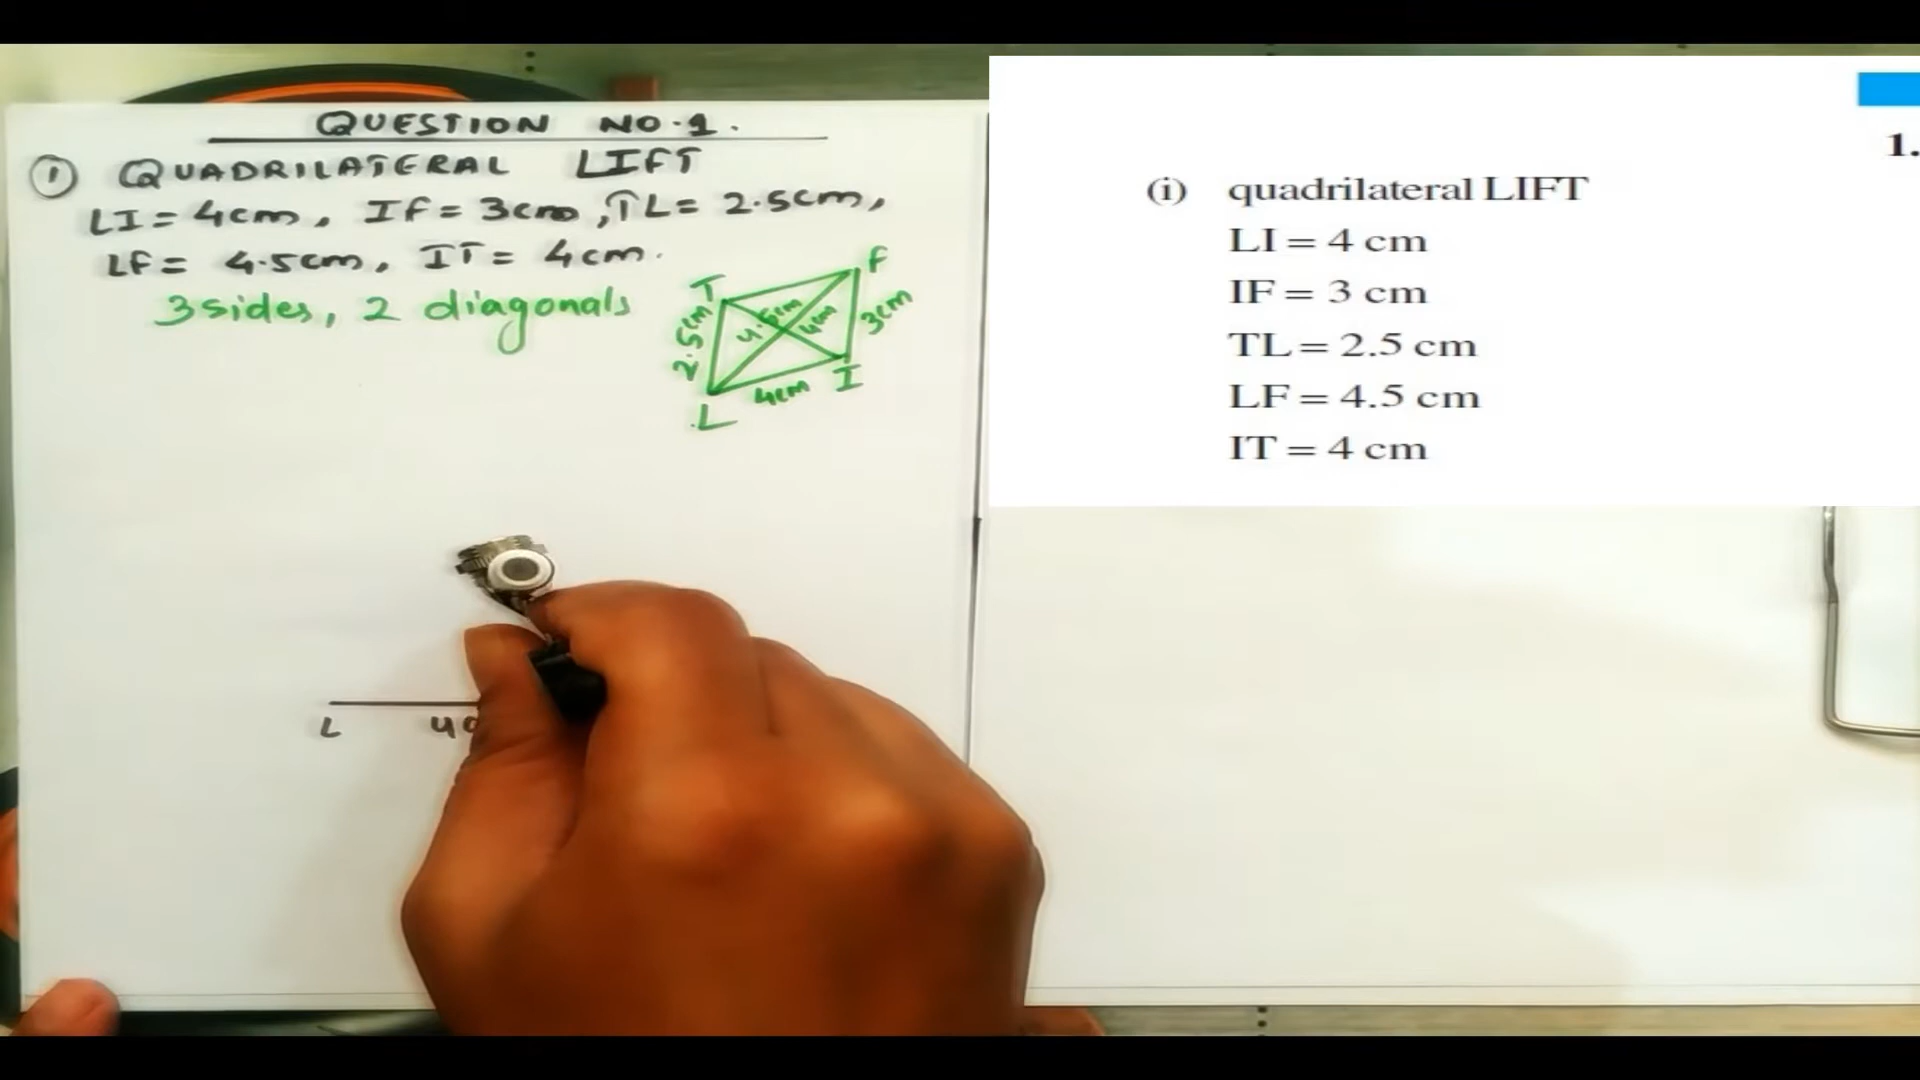 QUESTION NO.1.
① QUADRILATERAL LIFT
LI = 4cm, IF = 3cm, TL = 2.5cm,
LF = 4.5cm, IT = 4cm.
3 sides, 2 diagonals
T F
2.5cm 4.5cm 4cm 3cm
L 4cm I
L 4c
1.
(i) quadrilateral LIFT
LI = 4 cm
IF = 3 cm
TL = 2.5 cm
LF = 4.5 cm
IT = 4 cm